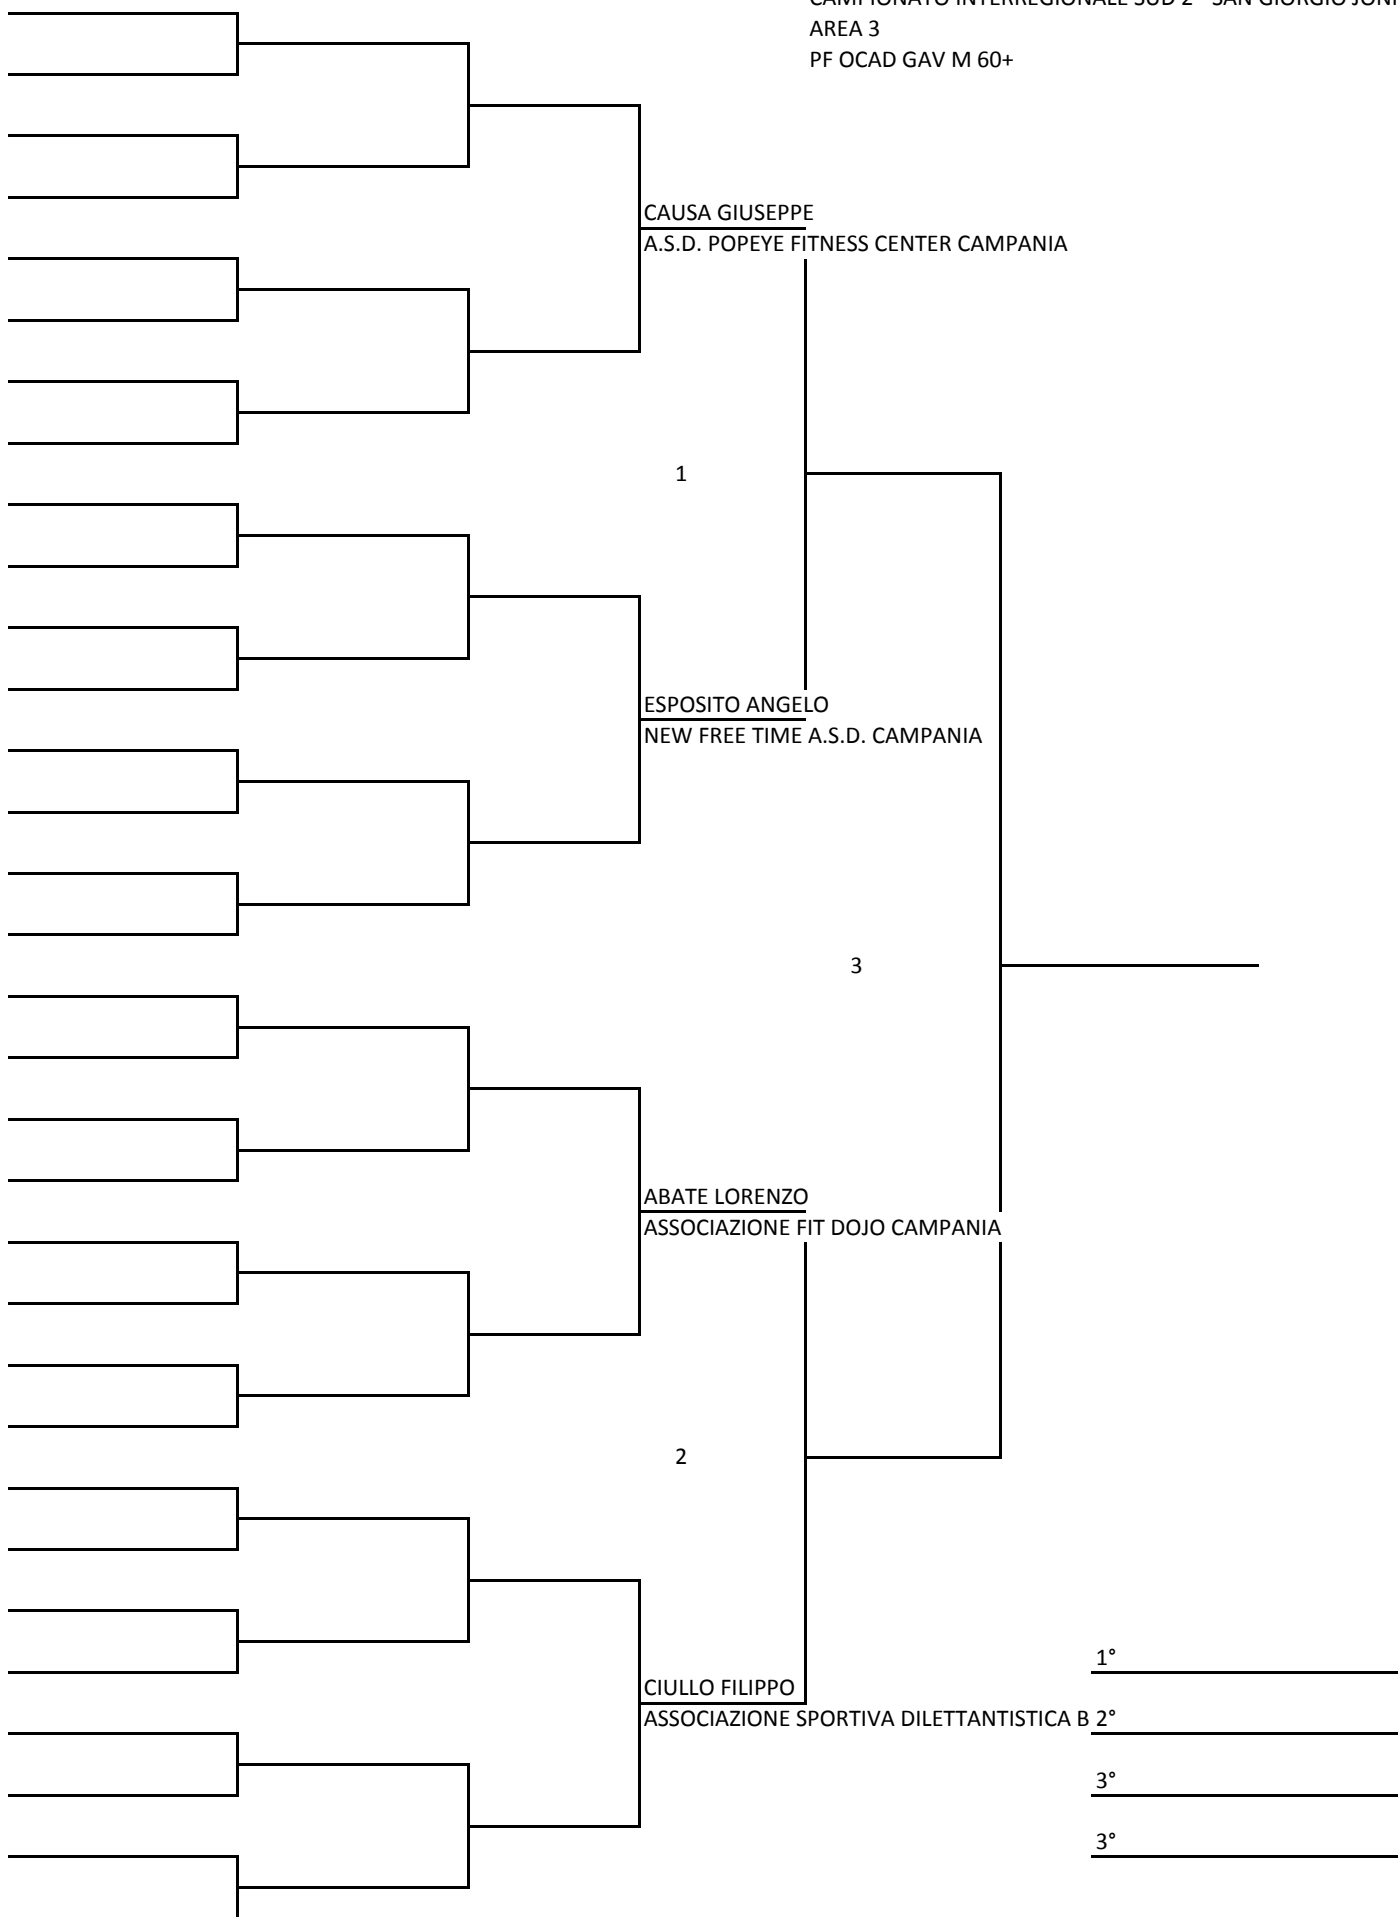 CAMPIONATO INTERREGIONALE SUD 2 - SAN GIORGIO
AREA 3
PF OCAD GAV M 60+
CAUSA GIUSEPPE
A.S.D. POPEYE FITNESS CENTER CAMPANIA
1
ESPOSITO ANGELO
NEW FREE TIME A.S.D. CAMPANIA
3
ABATE LORENZO
ASSOCIAZIONE FIT DOJO CAMPANIA
2
1°
CIULLO FILIPPO
ASSOCIAZIONE SPORTIVA DILETTANTISTICA B 2°
3°
3°